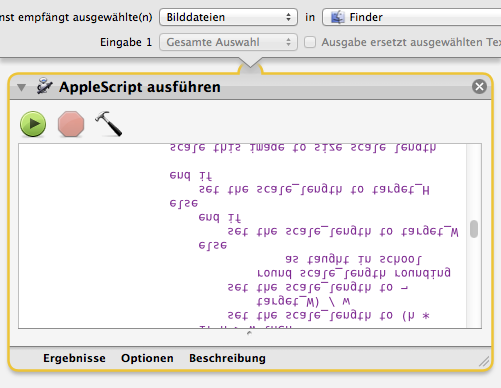 nst empfängt ausgewählte(n) Bilddateien in Finder
Eingabe 1 Gesamte Auswahl Ausgabe ersetzt ausgewählten Tex
AppleScript ausführen
set the scale_length to (h *
target_W) / w
set the scale_length to ¬
round scale_length rounding
as taught in school
else
set the scale_length to target_W
end if
else
set the scale_length to target_H
end if
scale this image to size scale_length
Ergebnisse Optionen Beschreibung